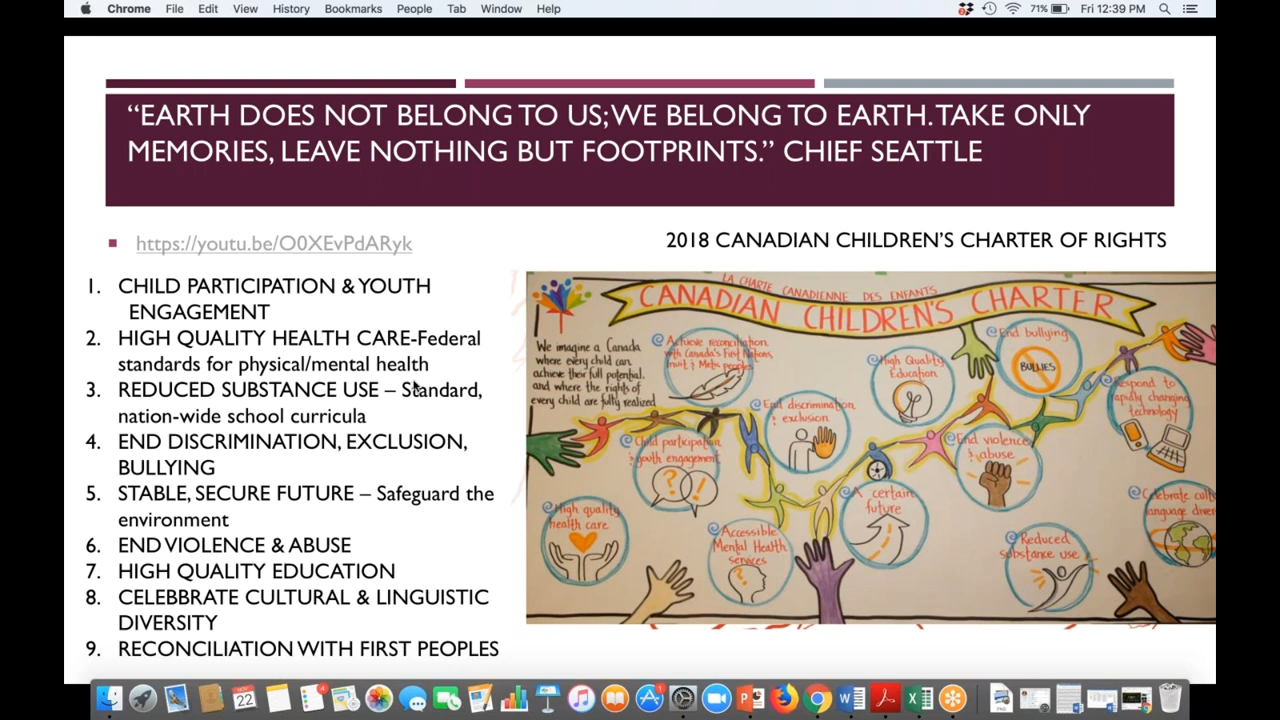 Chrome File Edit View History Bookmarks People Tab Window Help 71% Fri 12:39 PM
“EARTH DOES NOT BELONG TO US; WE BELONG TO EARTH. TAKE ONLY
MEMORIES, LEAVE NOTHING BUT FOOTPRINTS.” CHIEF SEATTLE
https://youtu.be/O0XEvPdARyk
1. CHILD PARTICIPATION & YOUTH
ENGAGEMENT
2. HIGH QUALITY HEALTH CARE-Federal
standards for physical/mental health
3. REDUCED SUBSTANCE USE – Standard,
nation-wide school curricula
4. END DISCRIMINATION, EXCLUSION,
BULLYING
5. STABLE, SECURE FUTURE – Safeguard the
environment
6. END VIOLENCE & ABUSE
7. HIGH QUALITY EDUCATION
8. CELEBBRATE CULTURAL & LINGUISTIC
DIVERSITY
9. RECONCILIATION WITH FIRST PEOPLES
2018 CANADIAN CHILDREN’S CHARTER OF RIGHTS
LA CHARTE CANADIENNE DES ENFANTS
CANADIAN CHILDREN'S CHARTER
We imagine a Canada
where every child can
achieve their full potential,
and where the rights of
every child are fully realized
Achieve reconciliation
with Canada's First Nations,
Inuit & Metis peoples
High Quality
Education
End bullying
BULLIES
Respond to
rapidly changing
technology
End discrimination
& exclusion
Child participation
& youth engagement
End violence
& abuse
High quality
health care
Accessible
Mental Health
services
A certain
future
Reduced
substance use
Celebrate cult
language diver
NOV
22